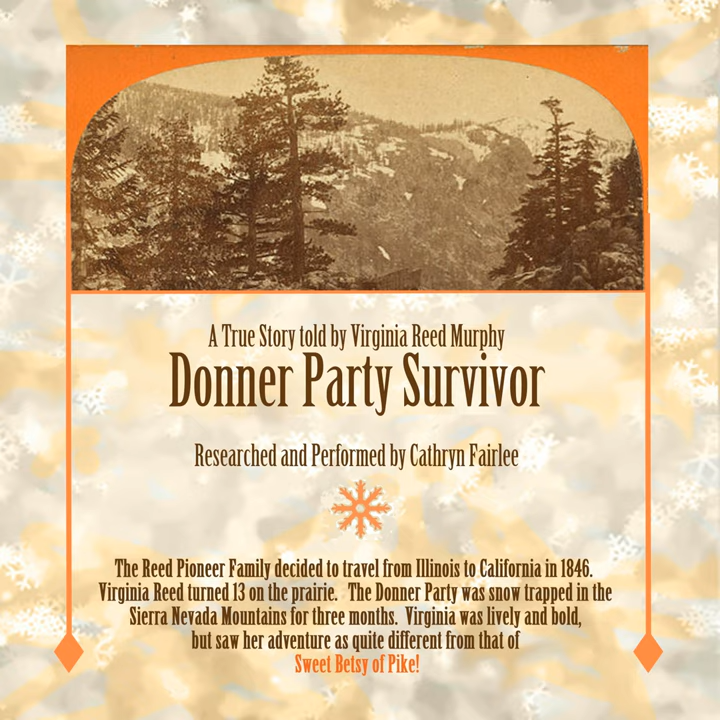 A True Story told by Virginia Reed Murphy
Donner Party Survivor
Researched and Performed by Cathryn Fairlee
The Reed Pioneer Family decided to travel from Illinois to California in 1846.
Virginia Reed turned 13 on the prairie.  The Donner Party was snow trapped in the
Sierra Nevada Mountains for three months.  Virginia was lively and bold,
but saw her adventure as quite different from that of
Sweet Betsy of Pike!